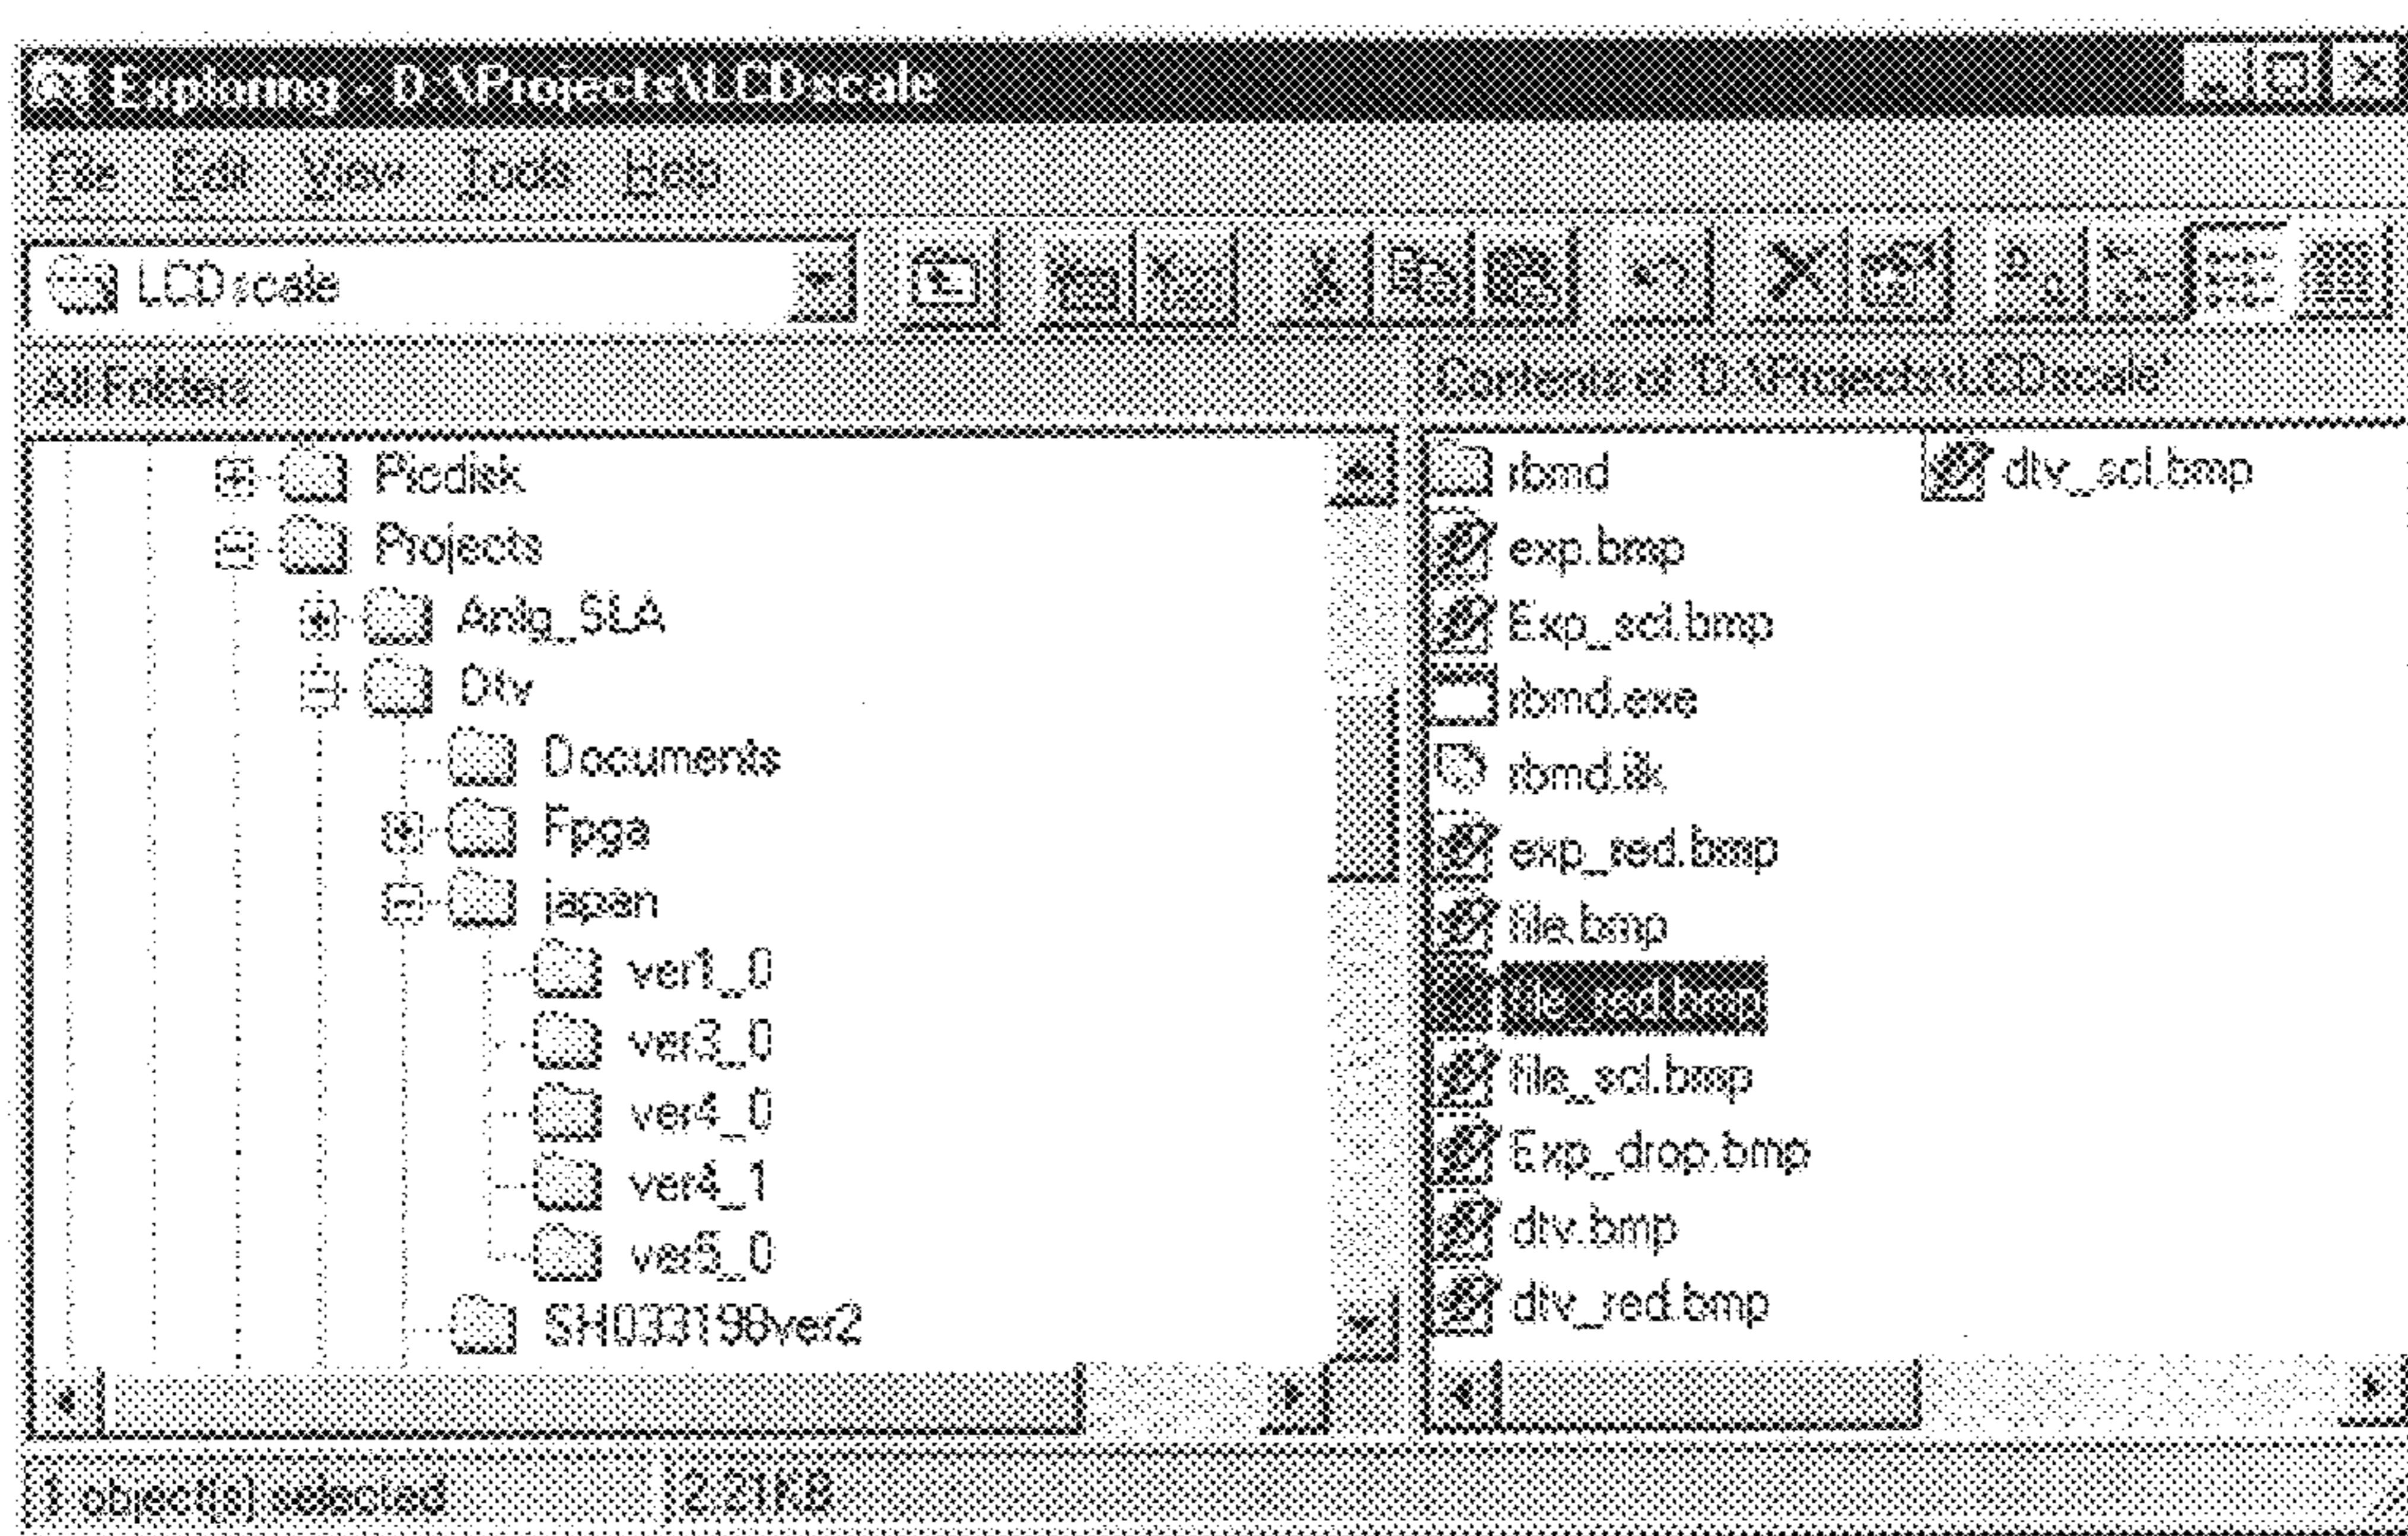 Exploring - D:\Projects\LCDscale
File Edit View Tools Help
LCDscale
All Folders
Contents of 'D:\Projects\LCDscale'
Picdisk
Projects
Anlg_SLA
Dtv
Documents
Fpga
japan
ver1_0
ver3_0
ver4_0
ver4_1
ver5_0
SH033198ver2
rbmd
exp.bmp
Exp_scl.bmp
rbmd.exe
rbmd.ilk
exp_red.bmp
file.bmp
file_red.bmp
file_scl.bmp
Exp_drop.bmp
dtv.bmp
dtv_red.bmp
dtv_scl.bmp
1 object(s) selected
2.21KB